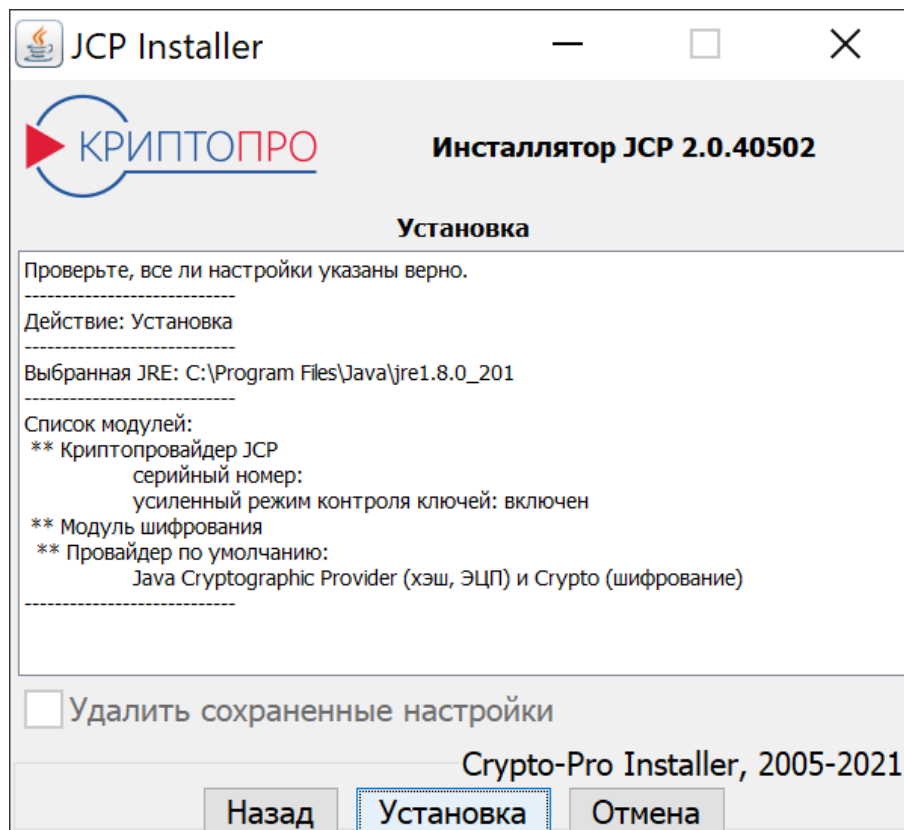 JCP Installer
КРИПТОПРО
Инсталлятор JCP 2.0.40502
Установка
Проверьте, все ли настройки указаны верно.
----------------------------
Действие: Установка
----------------------------
Выбранная JRE: C:\Program Files\Java\jre1.8.0_201
----------------------------
Список модулей:
** Криптопровайдер JCP
серийный номер:
усиленный режим контроля ключей: включен
** Модуль шифрования
** Провайдер по умолчанию:
Java Cryptographic Provider (хэш, ЭЦП) и Crypto (шифрование)
----------------------------
Удалить сохраненные настройки
Crypto-Pro Installer, 2005-2021
Назад Установка Отмена